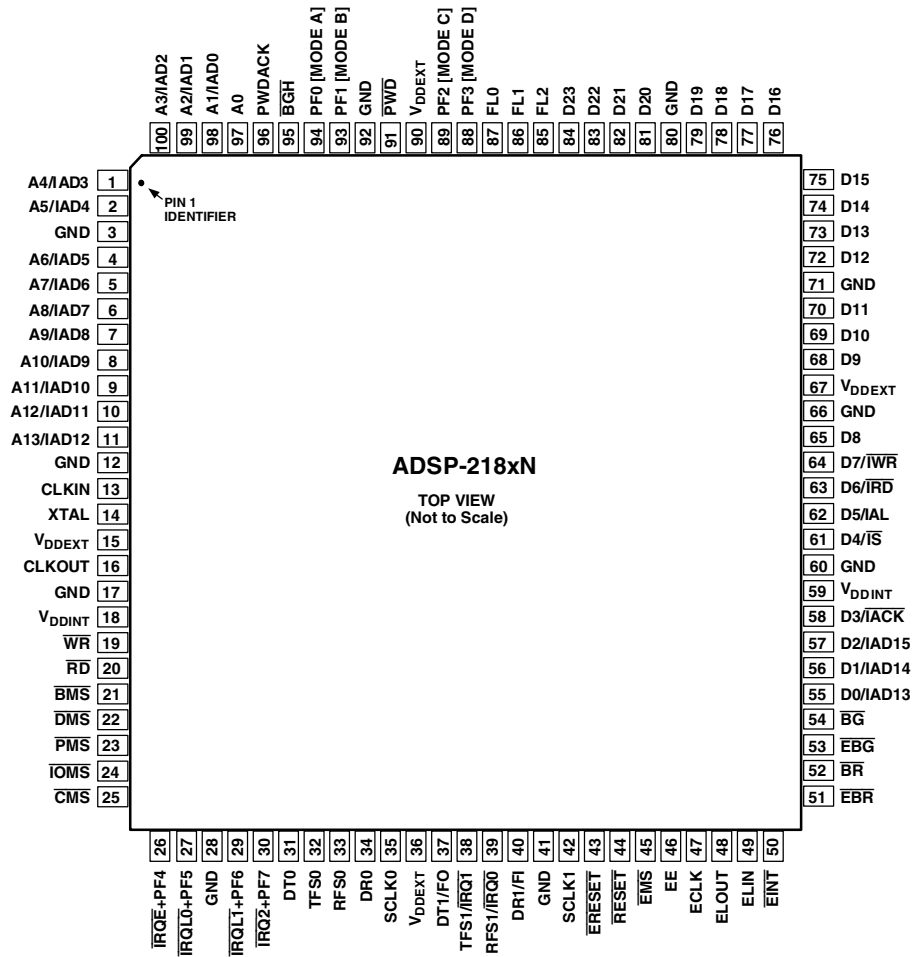 A3/IAD2
A2/IAD1
A1/IAD0
A0
PWDACK
BGH
PF0 [MODE A]
PF1 [MODE B]
GND
PWD
VDDEXT
PF2 [MODE C]
PF3 [MODE D]
FL0
FL1
FL2
D23
D22
D21
D20
GND
D19
D18
D17
D16
100
99
98
97
96
95
94
93
92
91
90
89
88
87
86
85
84
83
82
81
80
79
78
77
76
A4/IAD3 1
A5/IAD4 2
GND 3
A6/IAD5 4
A7/IAD6 5
A8/IAD7 6
A9/IAD8 7
A10/IAD9 8
A11/IAD10 9
A12/IAD11 10
A13/IAD12 11
GND 12
CLKIN 13
XTAL 14
VDDEXT 15
CLKOUT 16
GND 17
VDDINT 18
WR 19
RD 20
BMS 21
DMS 22
PMS 23
IOMS 24
CMS 25
PIN 1
IDENTIFIER
ADSP-218xN
TOP VIEW
(Not to Scale)
75 D15
74 D14
73 D13
72 D12
71 GND
70 D11
69 D10
68 D9
67 VDDEXT
66 GND
65 D8
64 D7/IWR
63 D6/IRD
62 D5/IAL
61 D4/IS
60 GND
59 VDDINT
58 D3/IACK
57 D2/IAD15
56 D1/IAD14
55 D0/IAD13
54 BG
53 EBG
52 BR
51 EBR
26
27
28
29
30
31
32
33
34
35
36
37
38
39
40
41
42
43
44
45
46
47
48
49
50
IRQE+PF4
IRQL0+PF5
GND
IRQL1+PF6
IRQ2+PF7
DT0
TFS0
RFS0
DR0
SCLK0
VDDEXT
DT1/FO
TFS1/IRQ1
RFS1/IRQ0
DR1/FI
GND
SCLK1
ERESET
RESET
EMS
EE
ECLK
ELOUT
ELIN
EINT